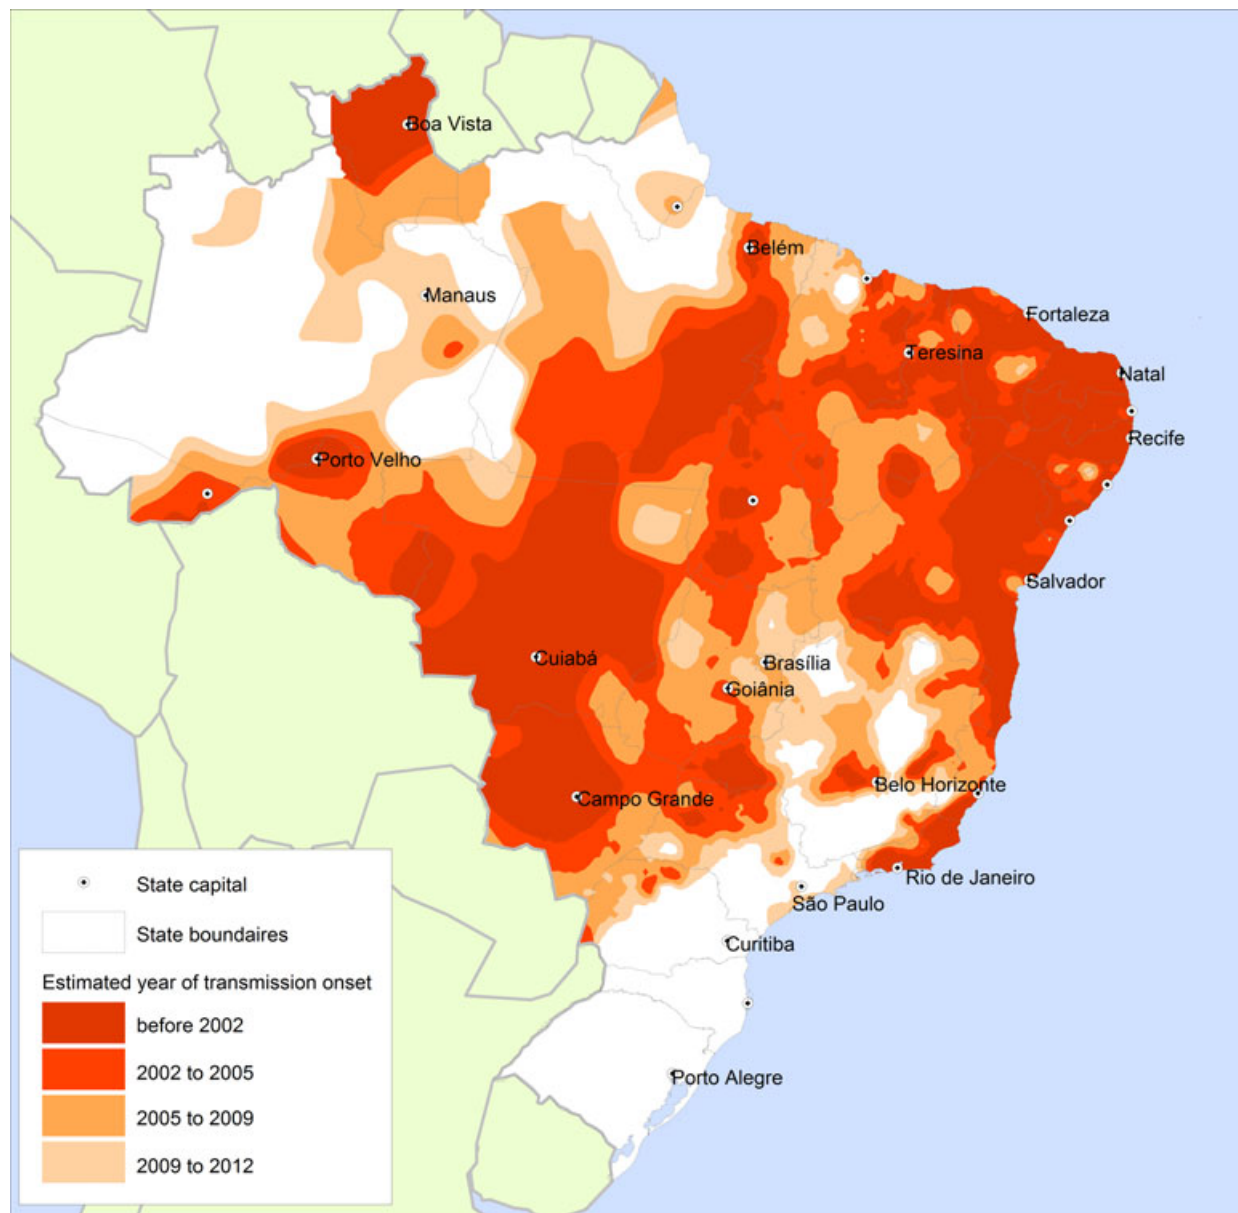 Boa Vista
Belém
Manaus
Fortaleza
Teresina
Natal
Recife
Porto Velho
Salvador
Cuiabá
Brasília
Goiânia
Belo Horizonte
Campo Grande
Rio de Janeiro
São Paulo
Curitiba
Porto Alegre
State capital
State boundaires
Estimated year of transmission onset
before 2002
2002 to 2005
2005 to 2009
2009 to 2012